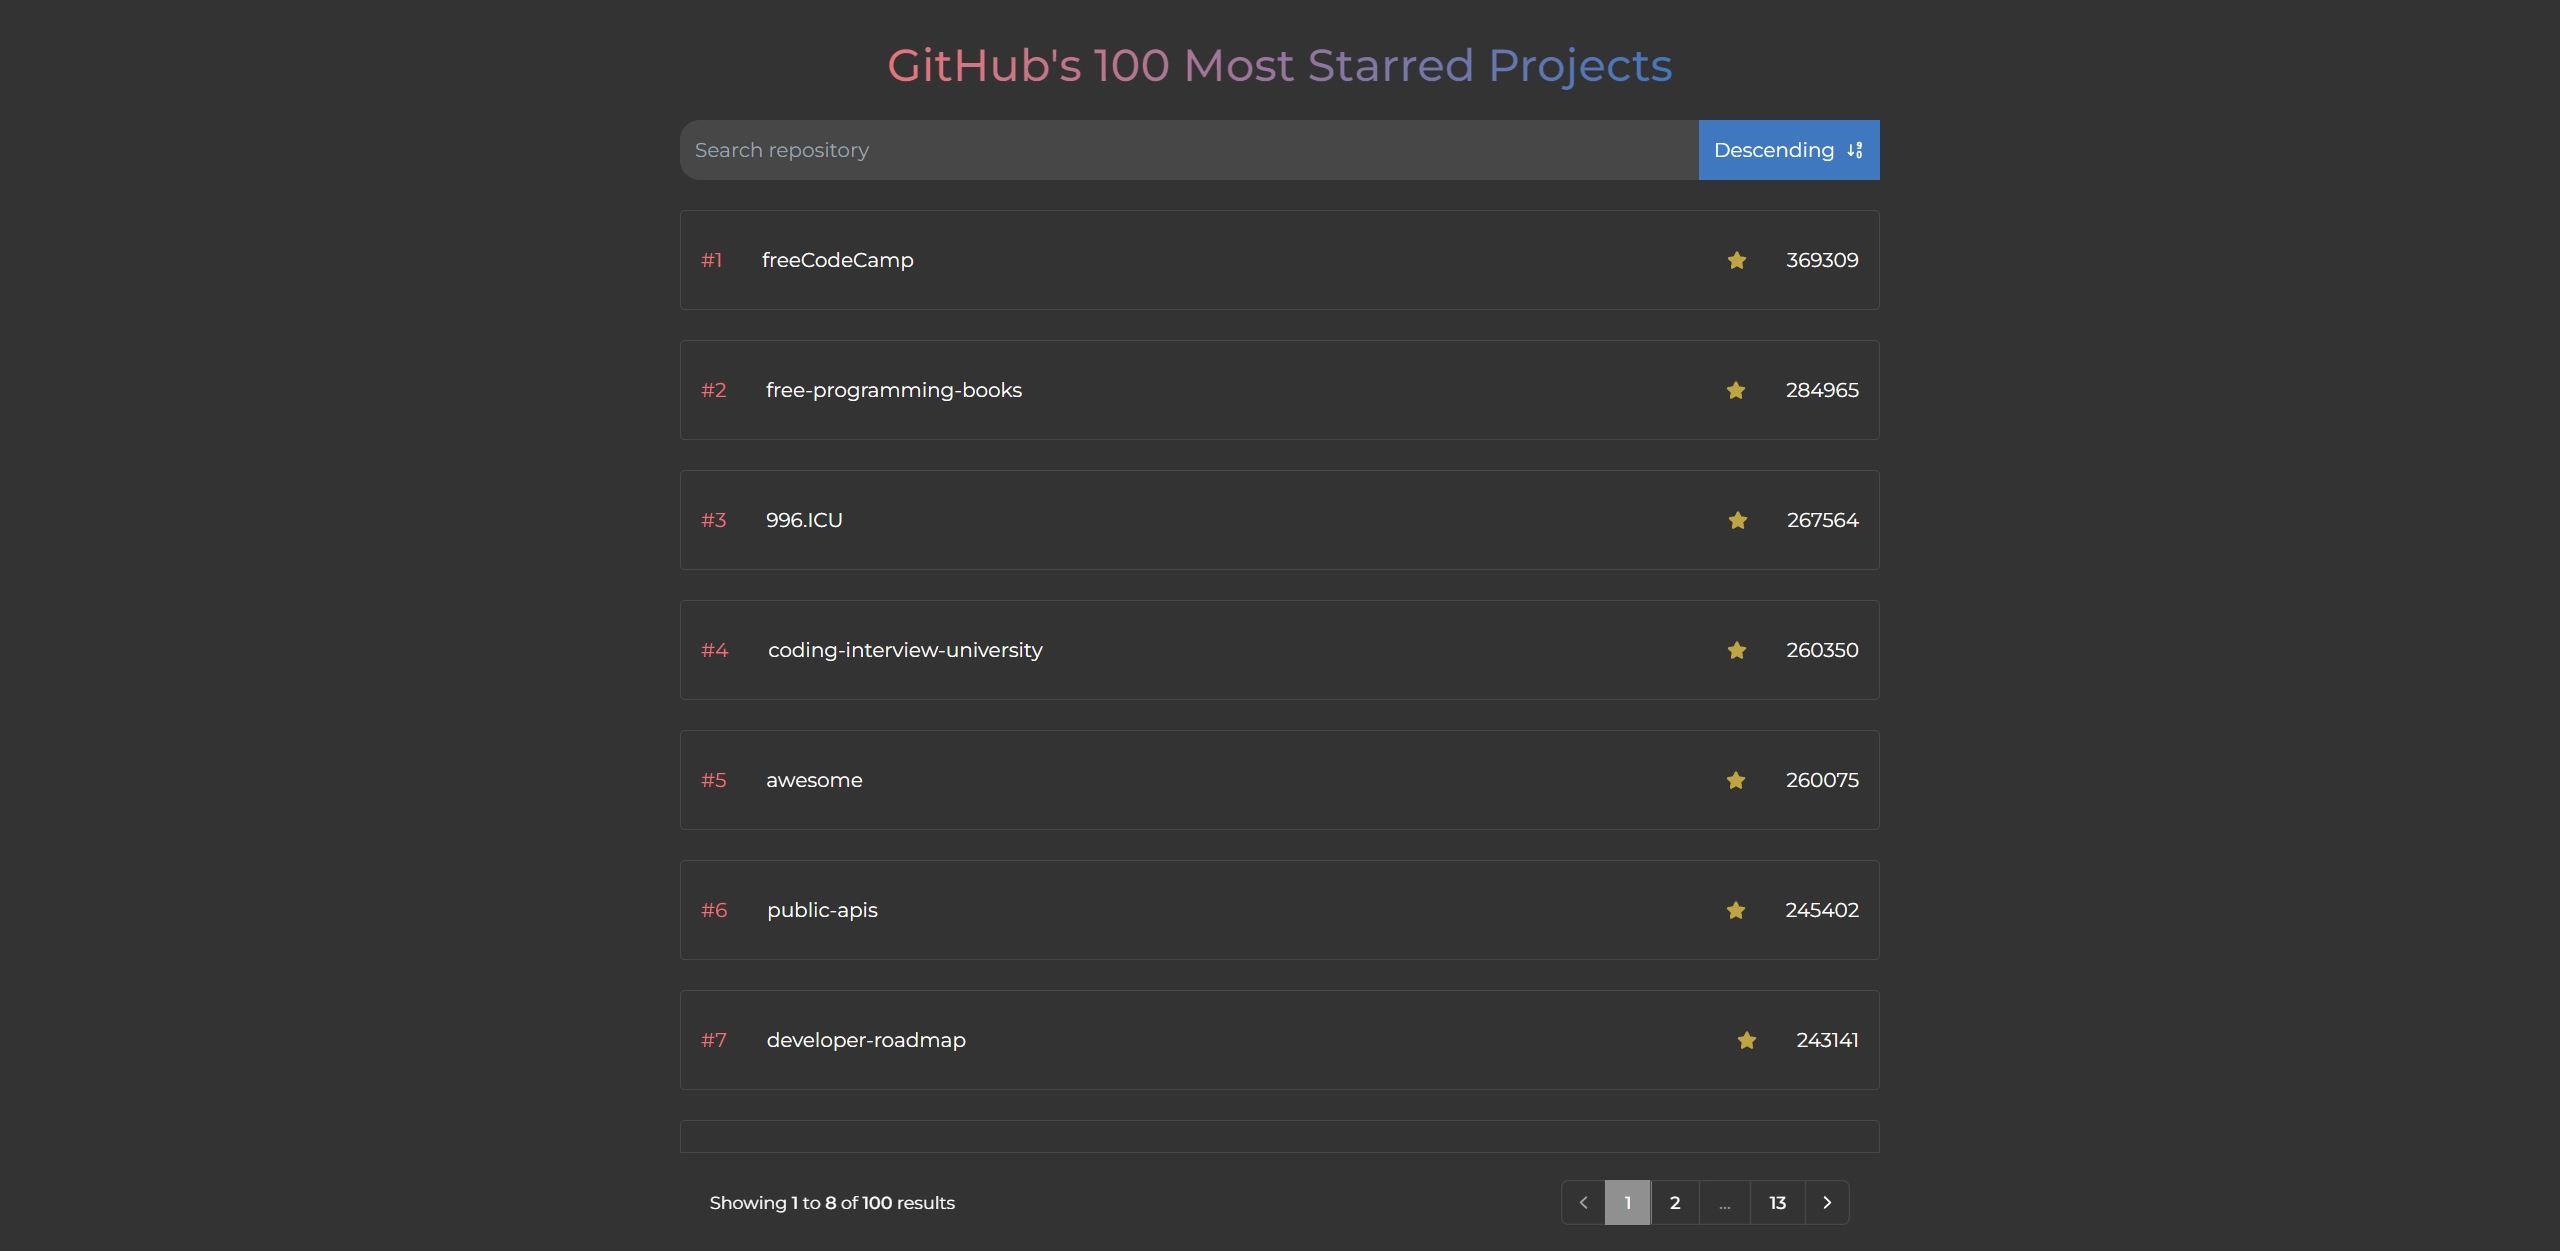 GitHub's 100 Most Starred Projects
Search repository
Descending
#1 freeCodeCamp 369309
#2 free-programming-books 284965
#3 996.ICU 267564
#4 coding-interview-university 260350
#5 awesome 260075
#6 public-apis 245402
#7 developer-roadmap 243141
Showing 1 to 8 of 100 results
1 2 ... 13